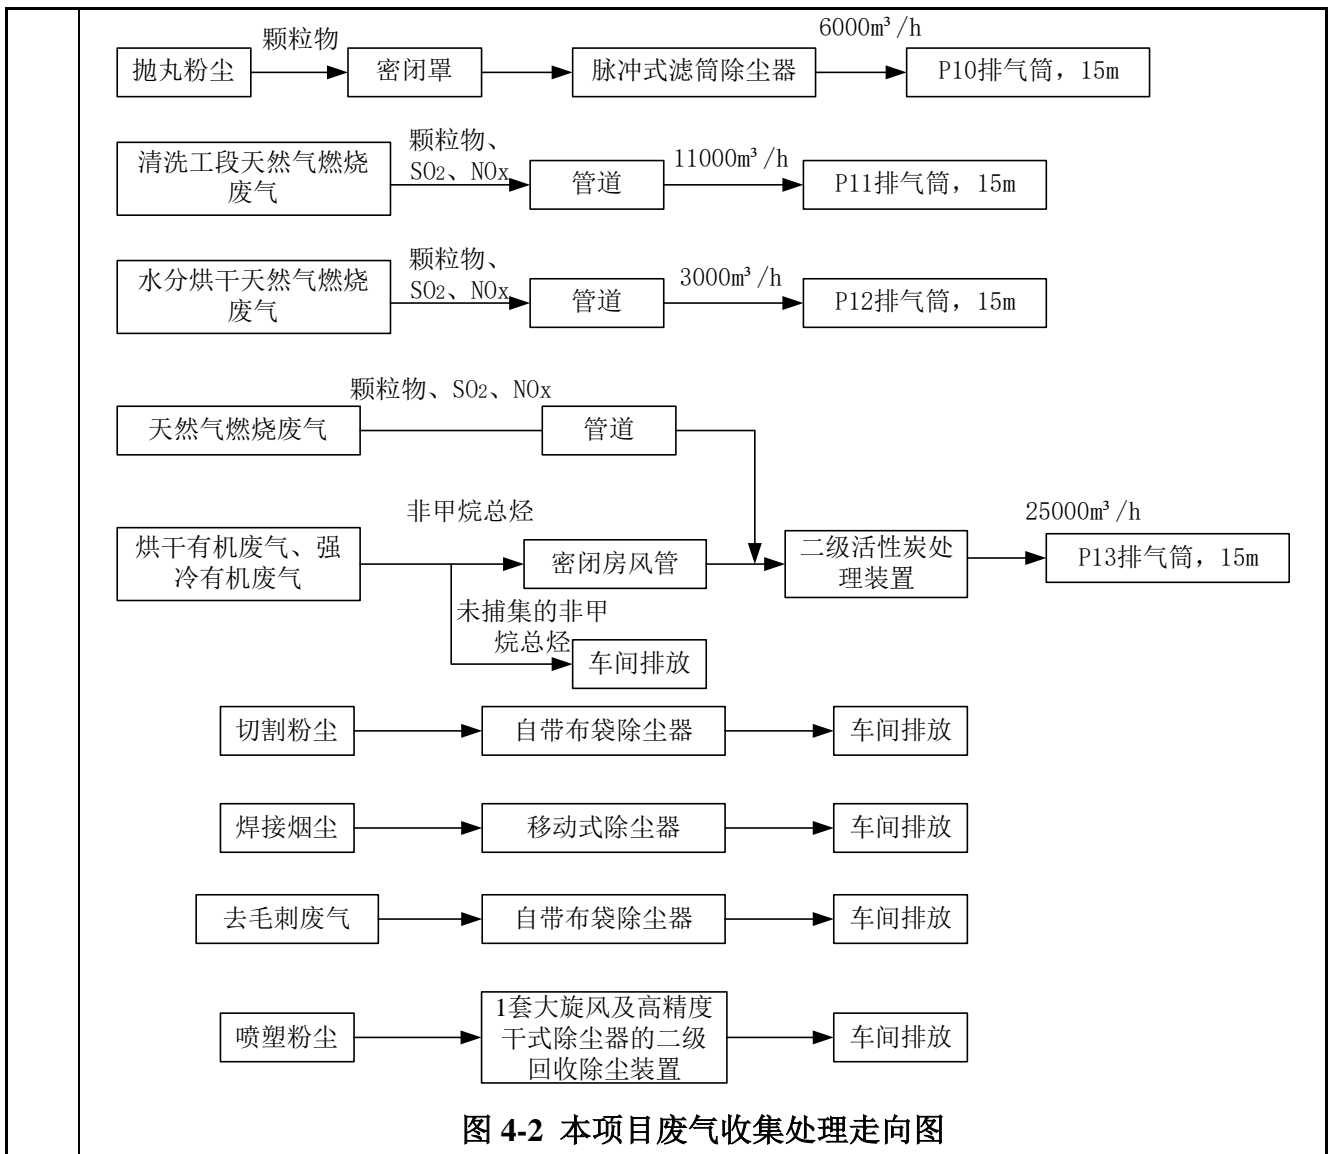 颗粒物
6000m³/h
抛丸粉尘
密闭罩
脉冲式滤筒除尘器
P10排气筒，15m
清洗工段天然气燃烧
废气
颗粒物、
SO2、NOx
管道
11000m³/h
P11排气筒，15m
水分烘干天然气燃烧
废气
颗粒物、
SO2、NOx
管道
3000m³/h
P12排气筒，15m
天然气燃烧废气
颗粒物、SO2、NOx
管道
烘干有机废气、强
冷有机废气
非甲烷总烃
密闭房风管
二级活性炭处
理装置
25000m³/h
P13排气筒，15m
未捕集的非甲
烷总烃
车间排放
切割粉尘
自带布袋除尘器
车间排放
焊接烟尘
移动式除尘器
车间排放
去毛刺废气
自带布袋除尘器
车间排放
喷塑粉尘
1套大旋风及高精度
干式除尘器的二级
回收除尘装置
车间排放
图 4-2 本项目废气收集处理走向图